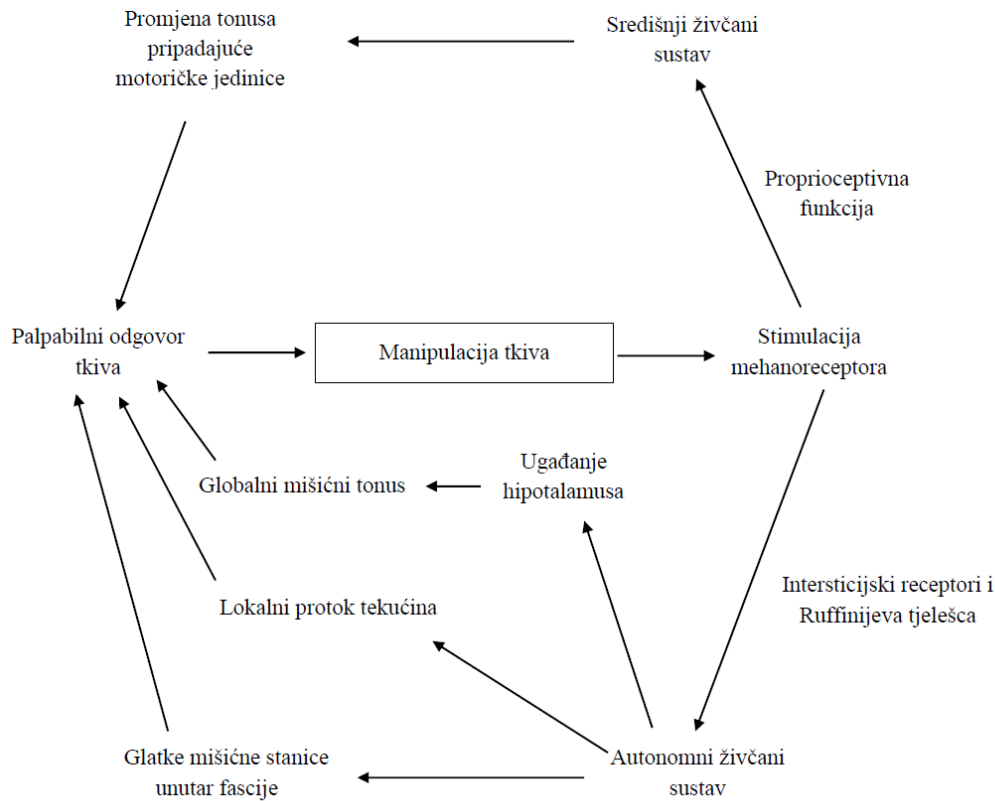 Promjena tonusa
pripadajuće
motoričke jedinice
Središnji živčani
sustav
Proprioceptivna
funkcija
Palpabilni odgovor
tkiva
Manipulacija tkiva
Stimulacija
mehanoreceptora
Ugađanje
hipotalamusa
Globalni mišićni tonus
Intersticijski receptori i
Ruffinijeva tjelešca
Lokalni protok tekućina
Glatke mišićne stanice
unutar fascije
Autonomni živčani
sustav